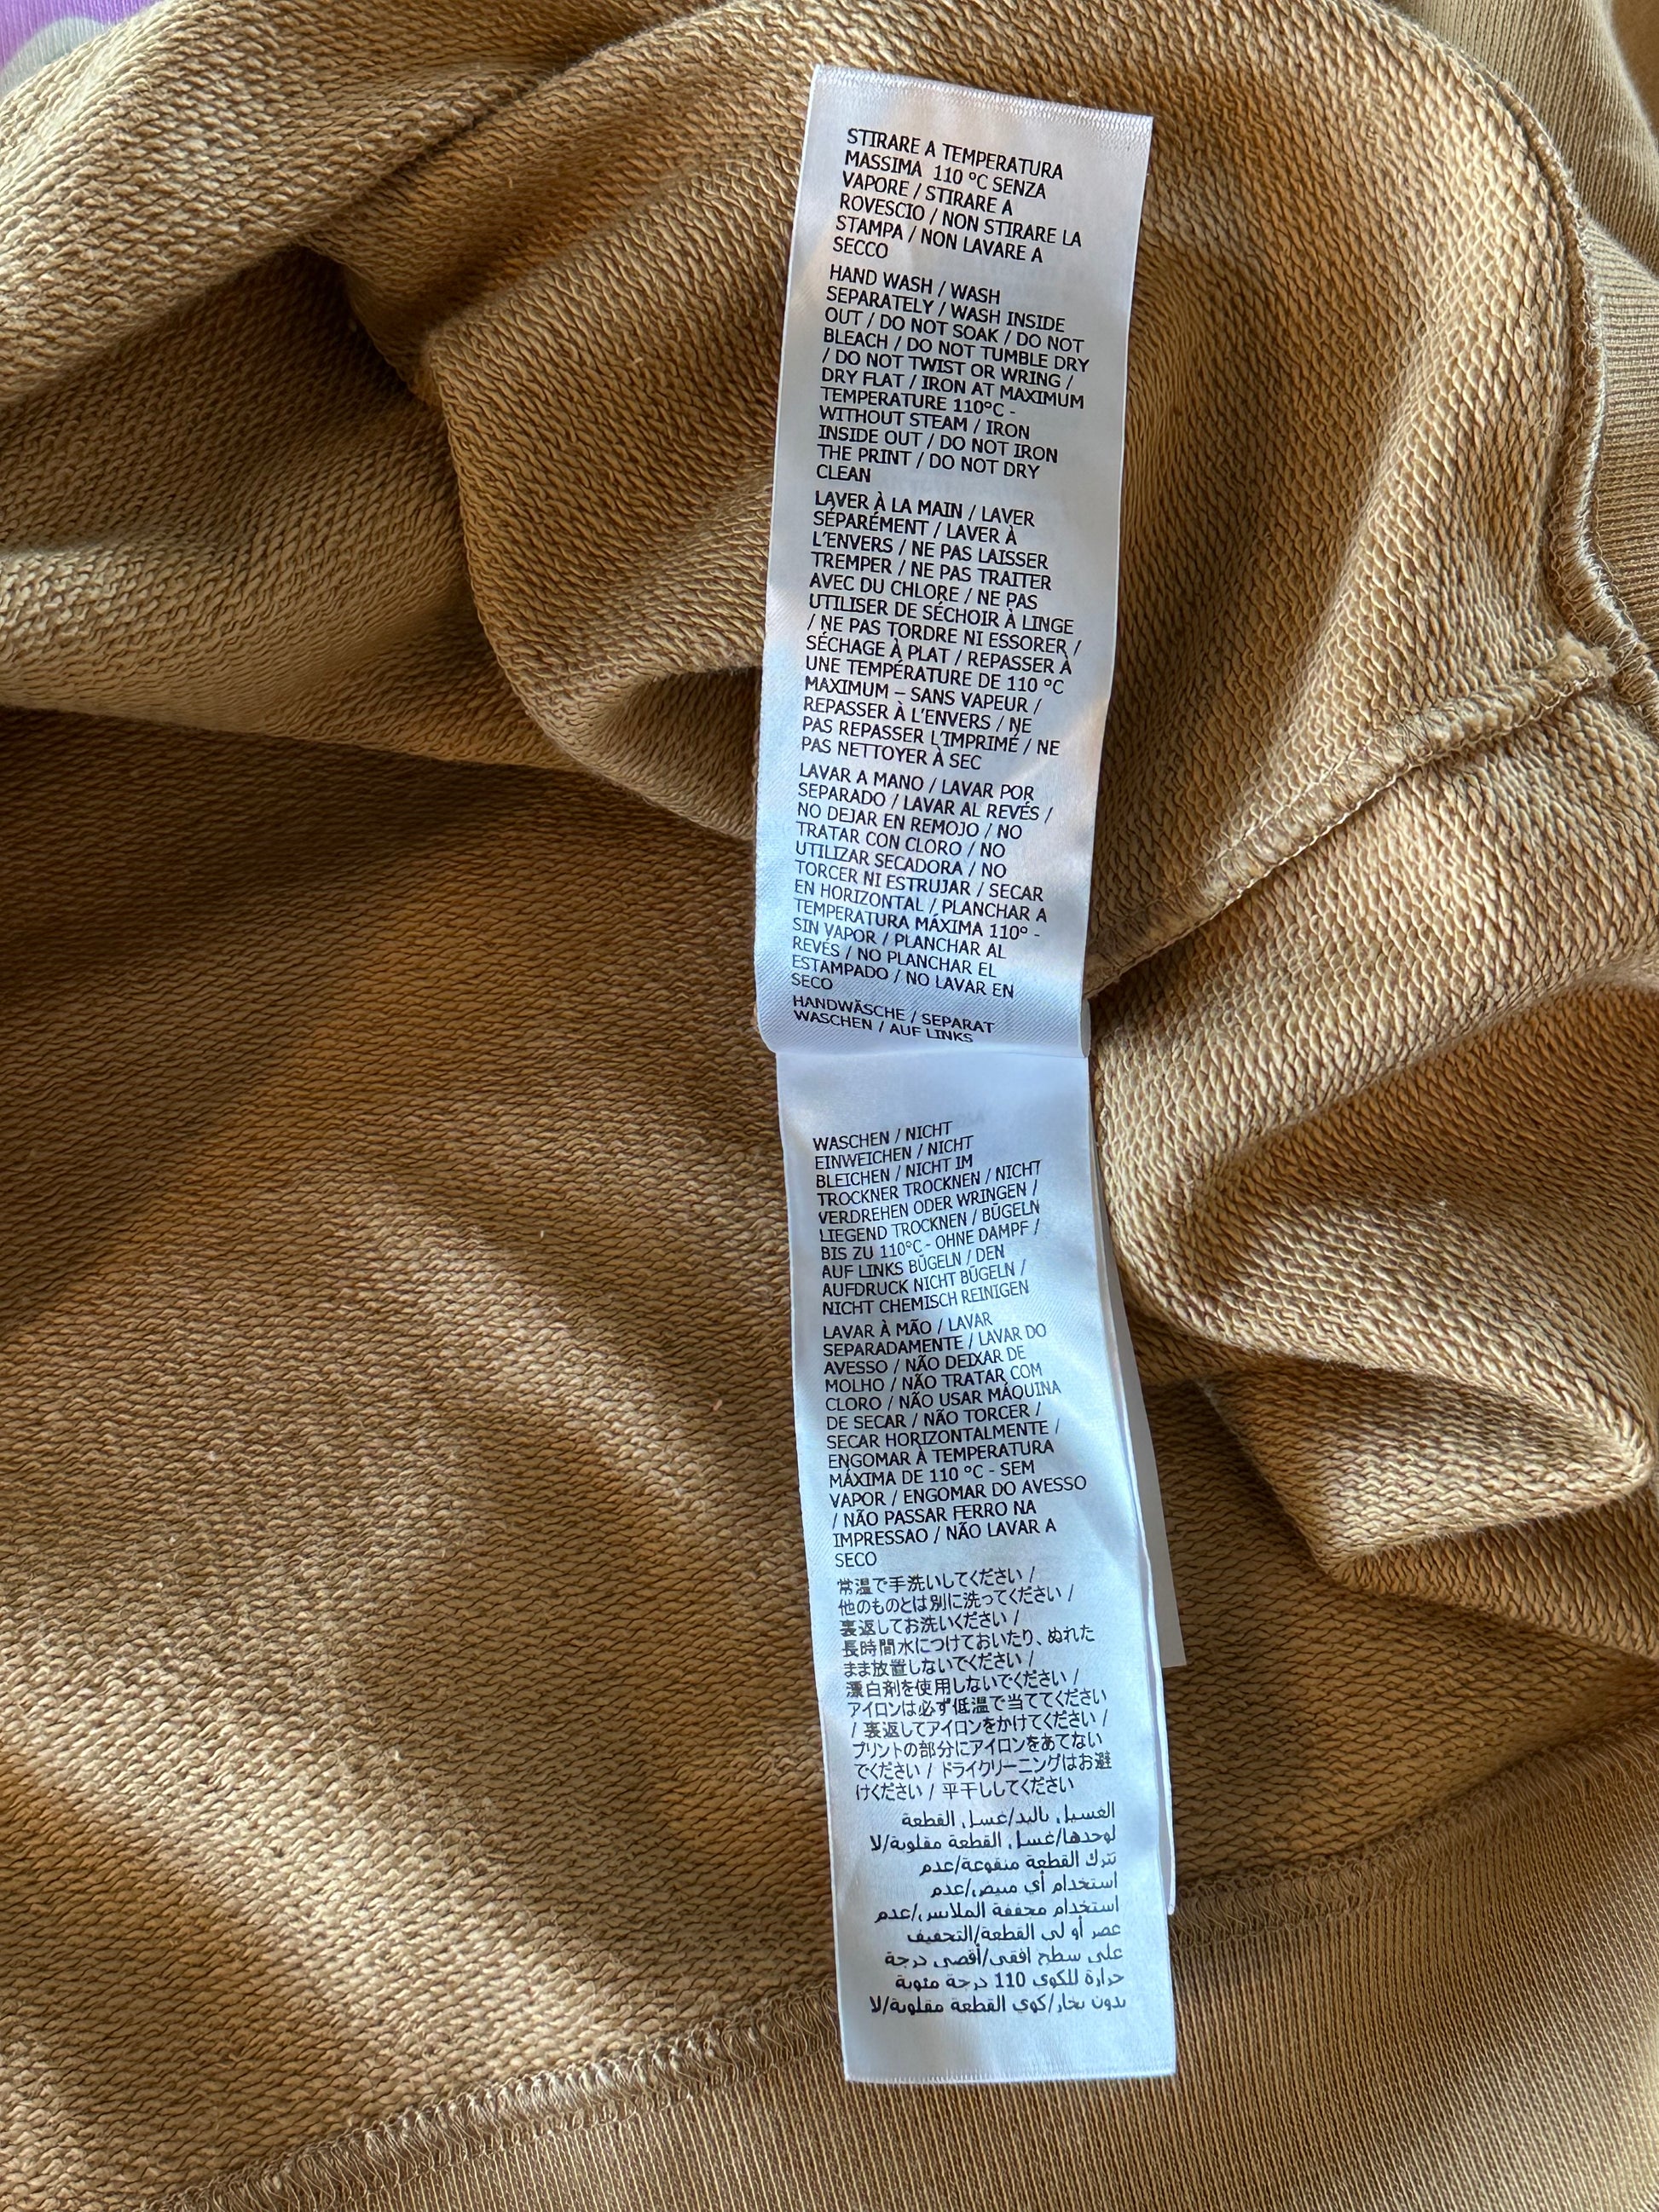 STIRARE A TEMPERATURA
MASSIMA 110 °C SENZA
VAPORE / STIRARE A
ROVESCIO / NON STIRARE LA
STAMPA / NON LAVARE A
SECCO
HAND WASH / WASH
SEPARATELY / WASH INSIDE
OUT / DO NOT SOAK / DO NOT
BLEACH / DO NOT TUMBLE DRY
/ DO NOT TWIST OR WRING /
DRY FLAT / IRON AT MAXIMUM
TEMPERATURE 110°C -
WITHOUT STEAM / IRON
INSIDE OUT / DO NOT IRON
THE PRINT / DO NOT DRY
CLEAN
LAVER À LA MAIN / LAVER
SÉPARÉMENT / LAVER À
L'ENVERS / NE PAS LAISSER
TREMPER / NE PAS TRAITER
AVEC DU CHLORE / NE PAS
UTILISER DE SÉCHOIR À LINGE
/ NE PAS TORDRE NI ESSORER /
SÉCHAGE À PLAT / REPASSER À
UNE TEMPÉRATURE DE 110 °C
MAXIMUM – SANS VAPEUR /
REPASSER À L'ENVERS / NE
PAS REPASSER L'IMPRIMÉ / NE
PAS NETTOYER À SEC
LAVAR A MANO / LAVAR POR
SEPARADO / LAVAR AL REVÉS /
NO DEJAR EN REMOJO / NO
TRATAR CON CLORO / NO
UTILIZAR SECADORA / NO
TORCER NI ESTRUJAR / SECAR
EN HORIZONTAL / PLANCHAR A
TEMPERATURA MÁXIMA 110° -
SIN VAPOR / PLANCHAR AL
REVÉS / NO PLANCHAR EL
ESTAMPADO / NO LAVAR EN
SECO
HANDWÄSCHE / SEPARAT
WASCHEN / AUF LINKS
WASCHEN / NICHT
EINWEICHEN / NICHT
BLEICHEN / NICHT IM
TROCKNER TROCKNEN / NICHT
VERDREHEN ODER WRINGEN /
LIEGEND TROCKNEN / BÜGELN
BIS ZU 110°C - OHNE DAMPF /
AUF LINKS BÜGELN / DEN
AUFDRUCK NICHT BÜGELN /
NICHT CHEMISCH REINIGEN
LAVAR À MÃO / LAVAR
SEPARADAMENTE / LAVAR DO
AVESSO / NÃO DEIXAR DE
MOLHO / NÃO TRATAR COM
CLORO / NÃO USAR MÁQUINA
DE SECAR / NÃO TORCER /
SECAR HORIZONTALMENTE /
ENGOMAR À TEMPERATURA
MÁXIMA DE 110 °C - SEM
VAPOR / ENGOMAR DO AVESSO
/ NÃO PASSAR FERRO NA
IMPRESSAO / NÃO LAVAR A
SECO
常温で手洗いしてください /
他のものとは別に洗ってください /
裏返してお洗いください /
長時間水につけておいたり、ぬれた
まま放置しないでください /
漂白剤を使用しないでください /
アイロンは必ず低温で当ててください
/ 裏返してアイロンをかけてください /
プリントの部分にアイロンをあてない
でください / ドライクリーニングはお避
けください / 平干ししてください
الغسيل باليد/غسل القطعة
لوحدها/غسل القطعة مقلوبة/لا
تترك القطعة منقوعة/عدم
استخدام أي مبيض/عدم
استخدام مجففة الملابس/عدم
عصر أو لي القطعة/التجفيف
على سطح افقي/أقصى درجة
حرارة للكوي 110 درجة مئوية
بدون بخار/كوي القطعة مقلوبة/لا